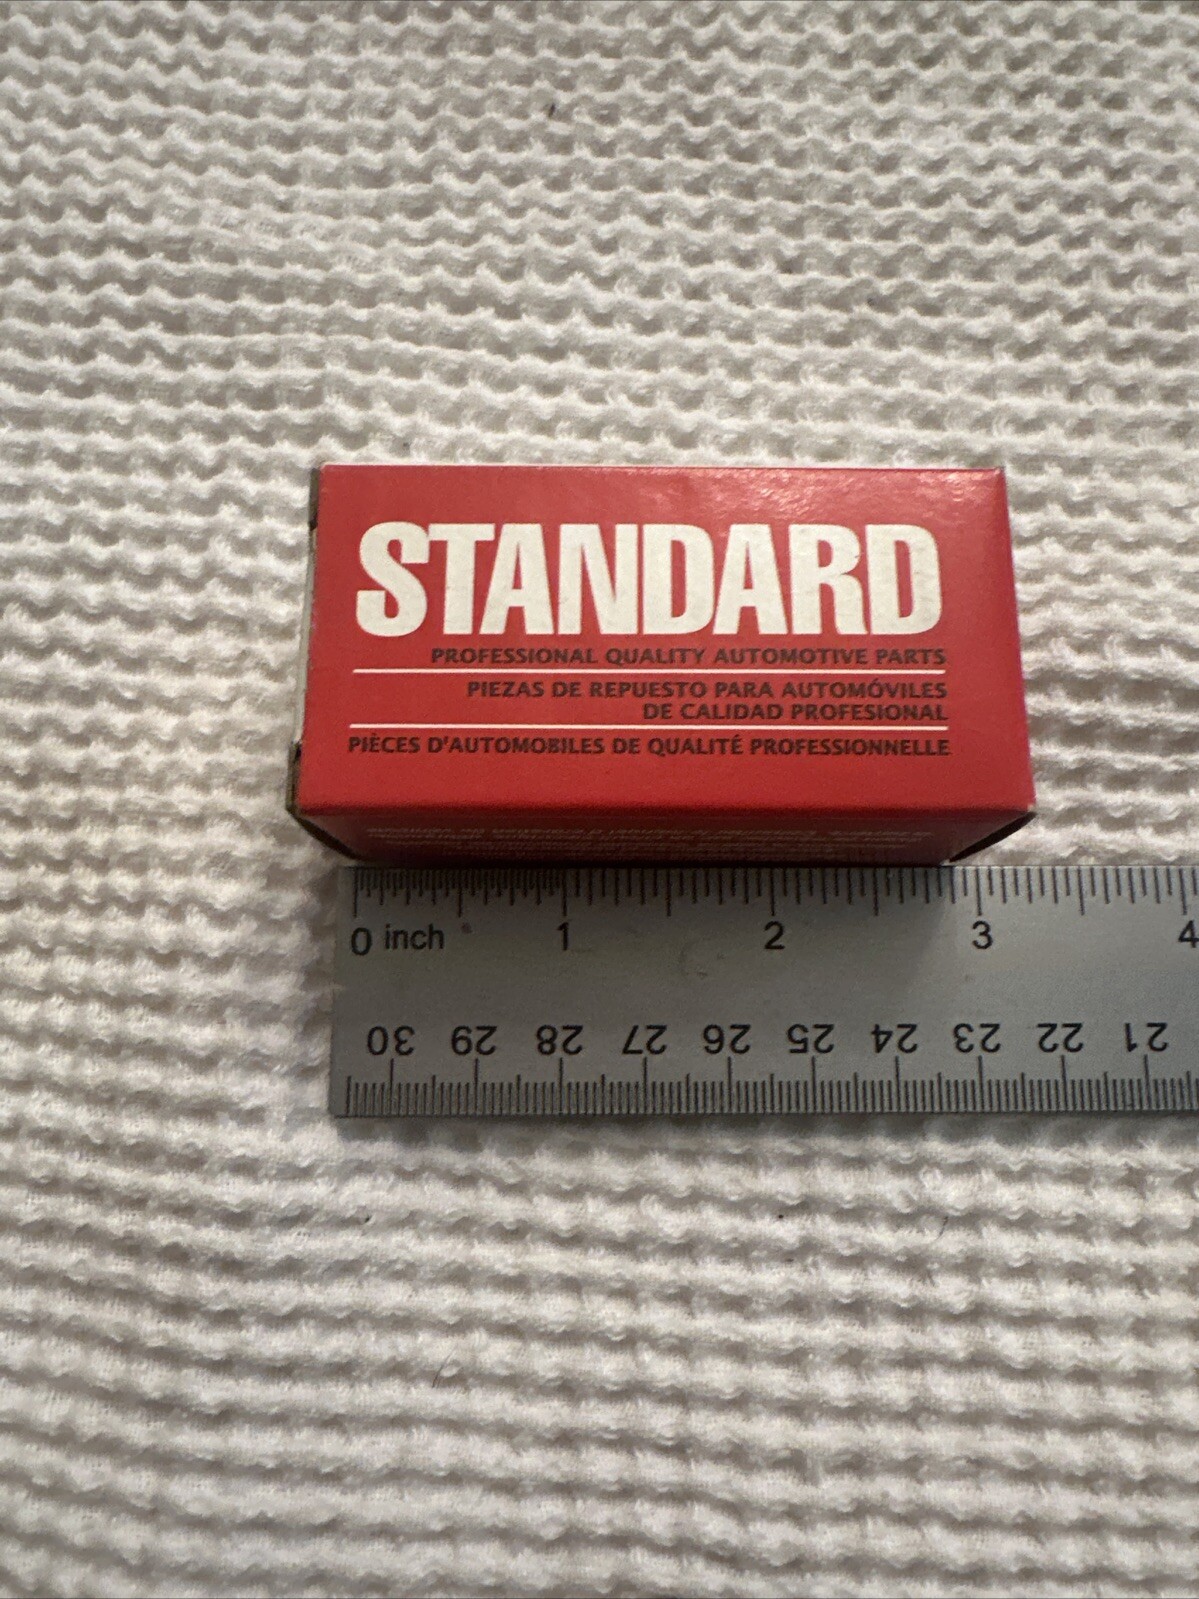 STANDARD
PROFESSIONAL QUALITY AUTOMOTIVE PARTS
PIEZAS DE REPUESTO PARA AUTOMÓVILES
DE CALIDAD PROFESIONAL
PIÈCES D'AUTOMOBILES DE QUALITÉ PROFESSIONNELLE
0 inch 1 2 3 4
30 29 28 27 26 25 24 23 22 21